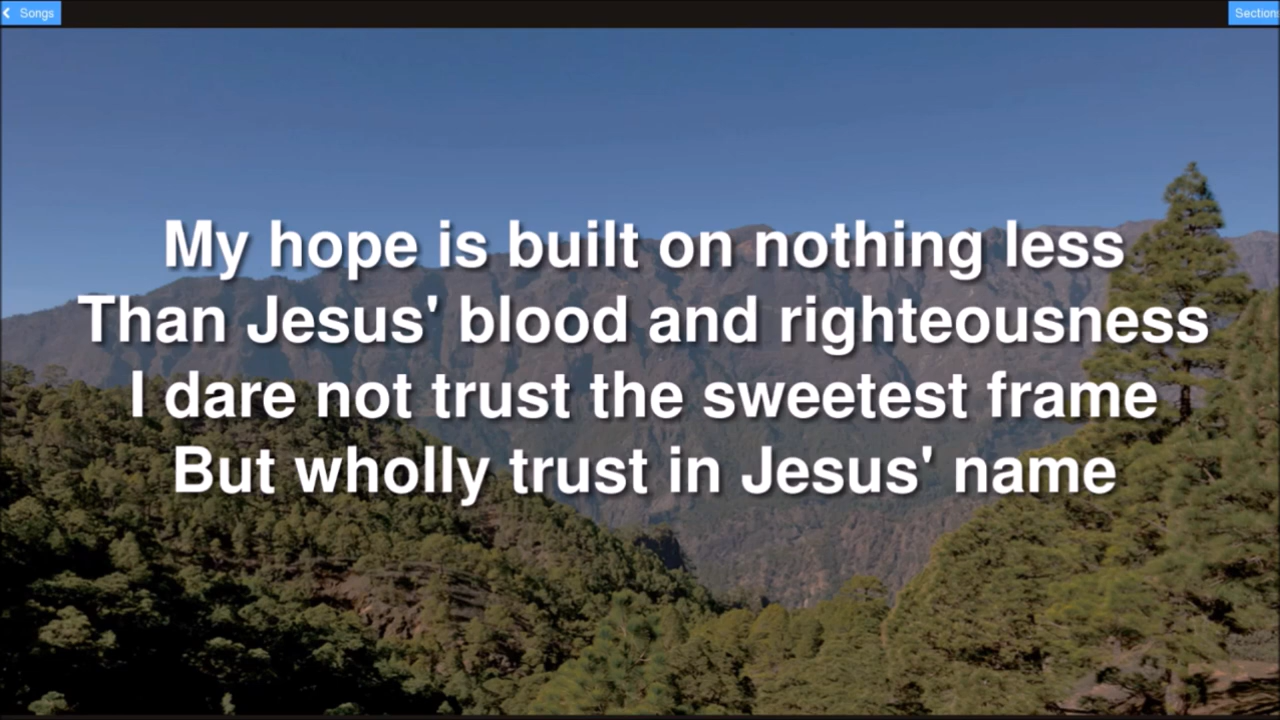 Songs
Sections
My hope is built on nothing less
Than Jesus' blood and righteousness
I dare not trust the sweetest frame
But wholly trust in Jesus' name